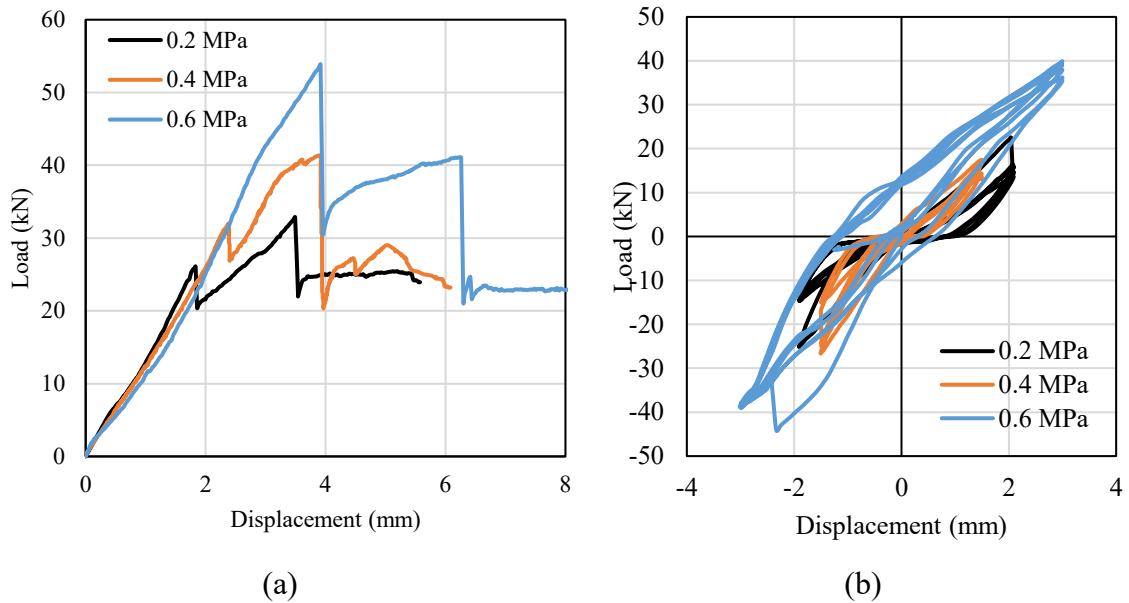 60
50
40
30
20
10
0
Load (kN)
0.2 MPa
0.4 MPa
0.6 MPa
0 2 4 6 8
Displacement (mm)
(a)
50
40
30
20
10
0
-10
-20
-30
-40
-50
Load (kN)
0.2 MPa
0.4 MPa
0.6 MPa
-4 -2 0 2 4
Displacement (mm)
(b)